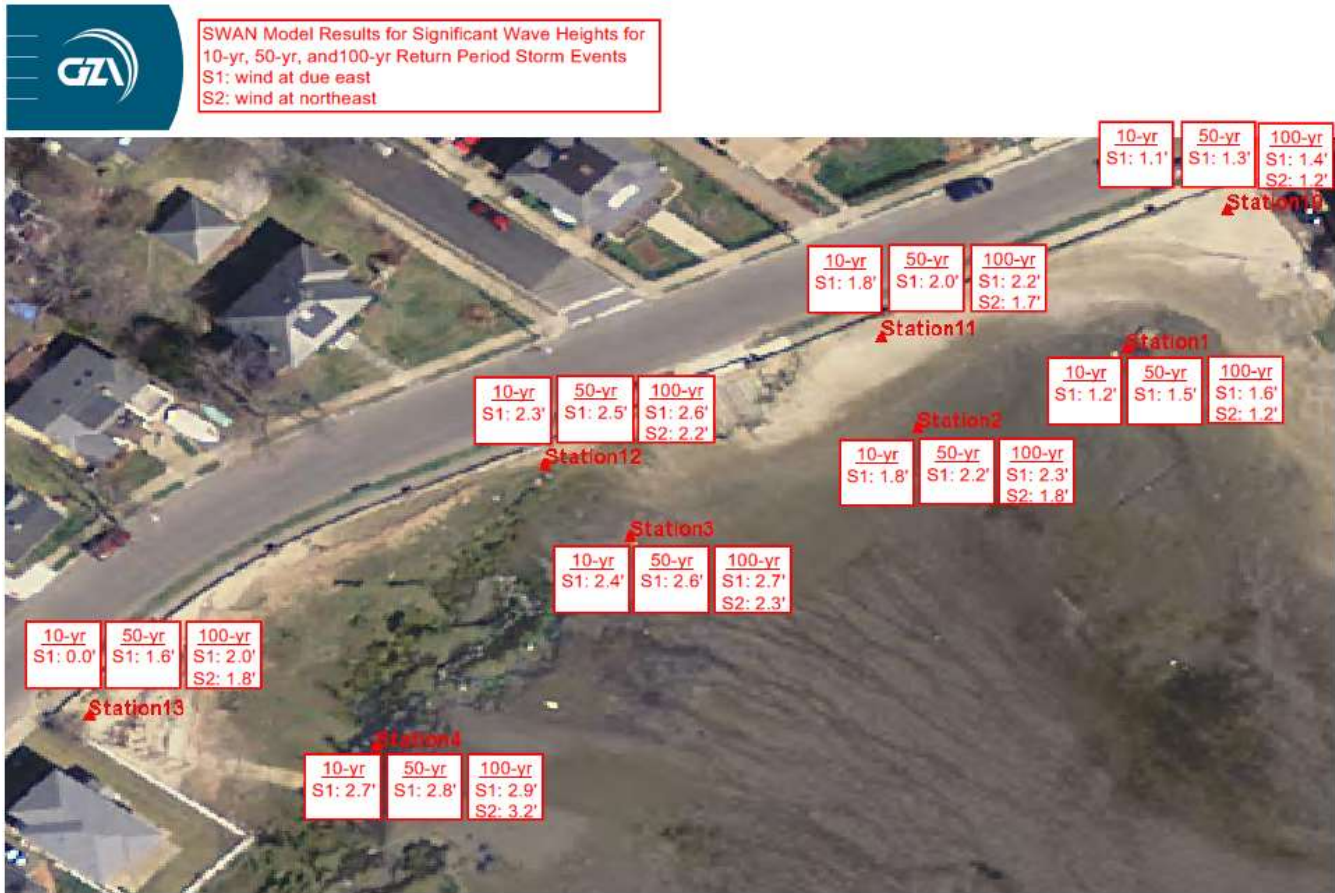 GZA
SWAN Model Results for Significant Wave Heights for
10-yr, 50-yr, and100-yr Return Period Storm Events
S1: wind at due east
S2: wind at northeast
10-yr
S1: 1.1'
50-yr
S1: 1.3'
100-yr
S1: 1.4'
S2: 1.2'
Station10
10-yr
S1: 1.8'
50-yr
S1: 2.0'
100-yr
S1: 2.2'
S2: 1.7'
Station11
Station1
10-yr
S1: 1.2'
50-yr
S1: 1.5'
100-yr
S1: 1.6'
S2: 1.2'
10-yr
S1: 2.3'
50-yr
S1: 2.5'
100-yr
S1: 2.6'
S2: 2.2'
Station12
Station2
10-yr
S1: 1.8'
50-yr
S1: 2.2'
100-yr
S1: 2.3'
S2: 1.8'
Station3
10-yr
S1: 2.4'
50-yr
S1: 2.6'
100-yr
S1: 2.7'
S2: 2.3'
10-yr
S1: 0.0'
50-yr
S1: 1.6'
100-yr
S1: 2.0'
S2: 1.8'
Station13
Station4
10-yr
S1: 2.7'
50-yr
S1: 2.8'
100-yr
S1: 2.9'
S2: 3.2'